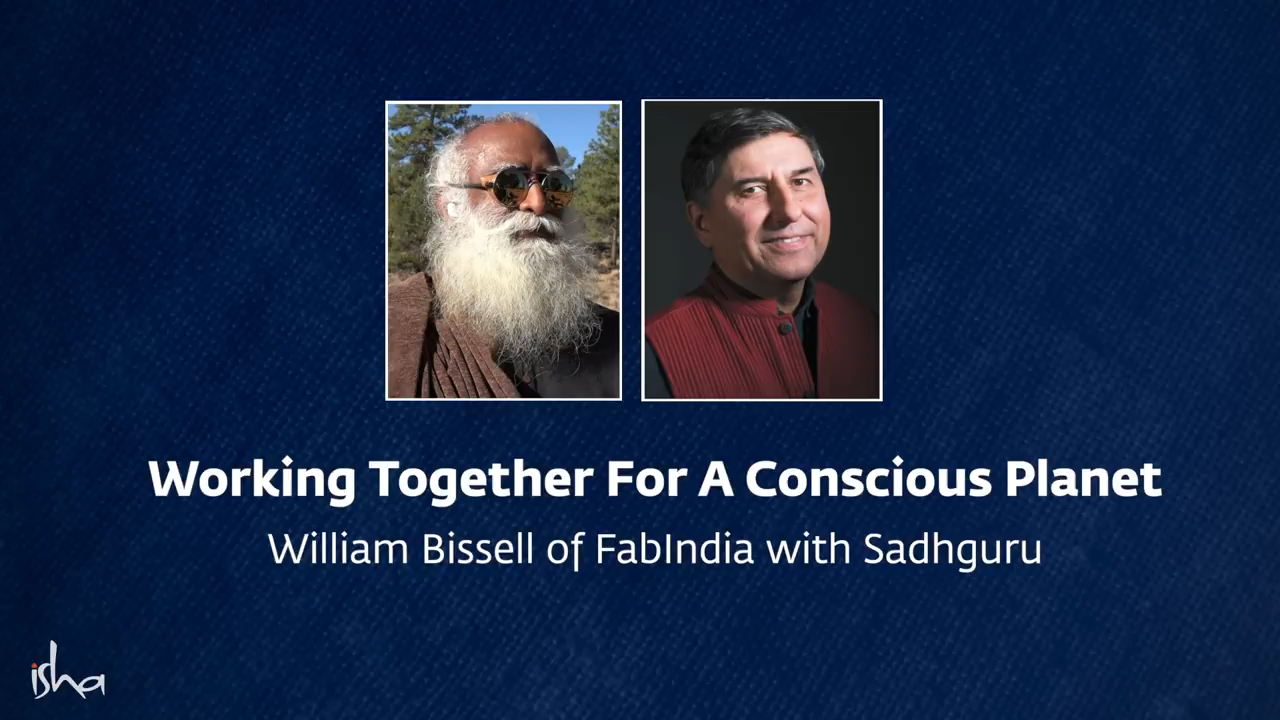 Working Together For A Conscious Planet
William Bissell of FabIndia with Sadhguru
isha